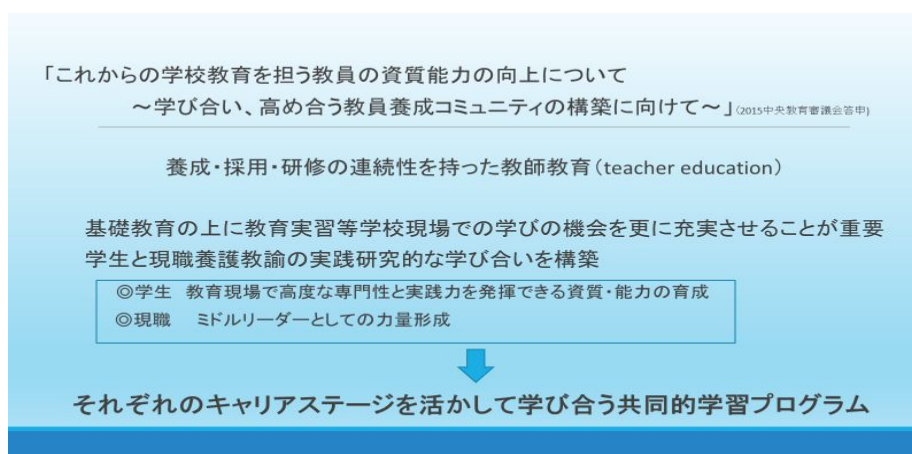 「これからの学校教育を担う教員の資質能力の向上について
～学び合い、高め合う教員養成コミュニティの構築に向けて～」(2015中央教育審議会答申)
養成・採用・研修の連続性を持った教師教育(teacher education)
基礎教育の上に教育実習等学校現場での学びの機会を更に充実させることが重要
学生と現職養護教諭の実践研究的な学び合いを構築
◎学生 教育現場で高度な専門性と実践力を発揮できる資質・能力の育成
◎現職 ミドルリーダーとしての力量形成
それぞれのキャリアステージを活かして学び合う共同的学習プログラム